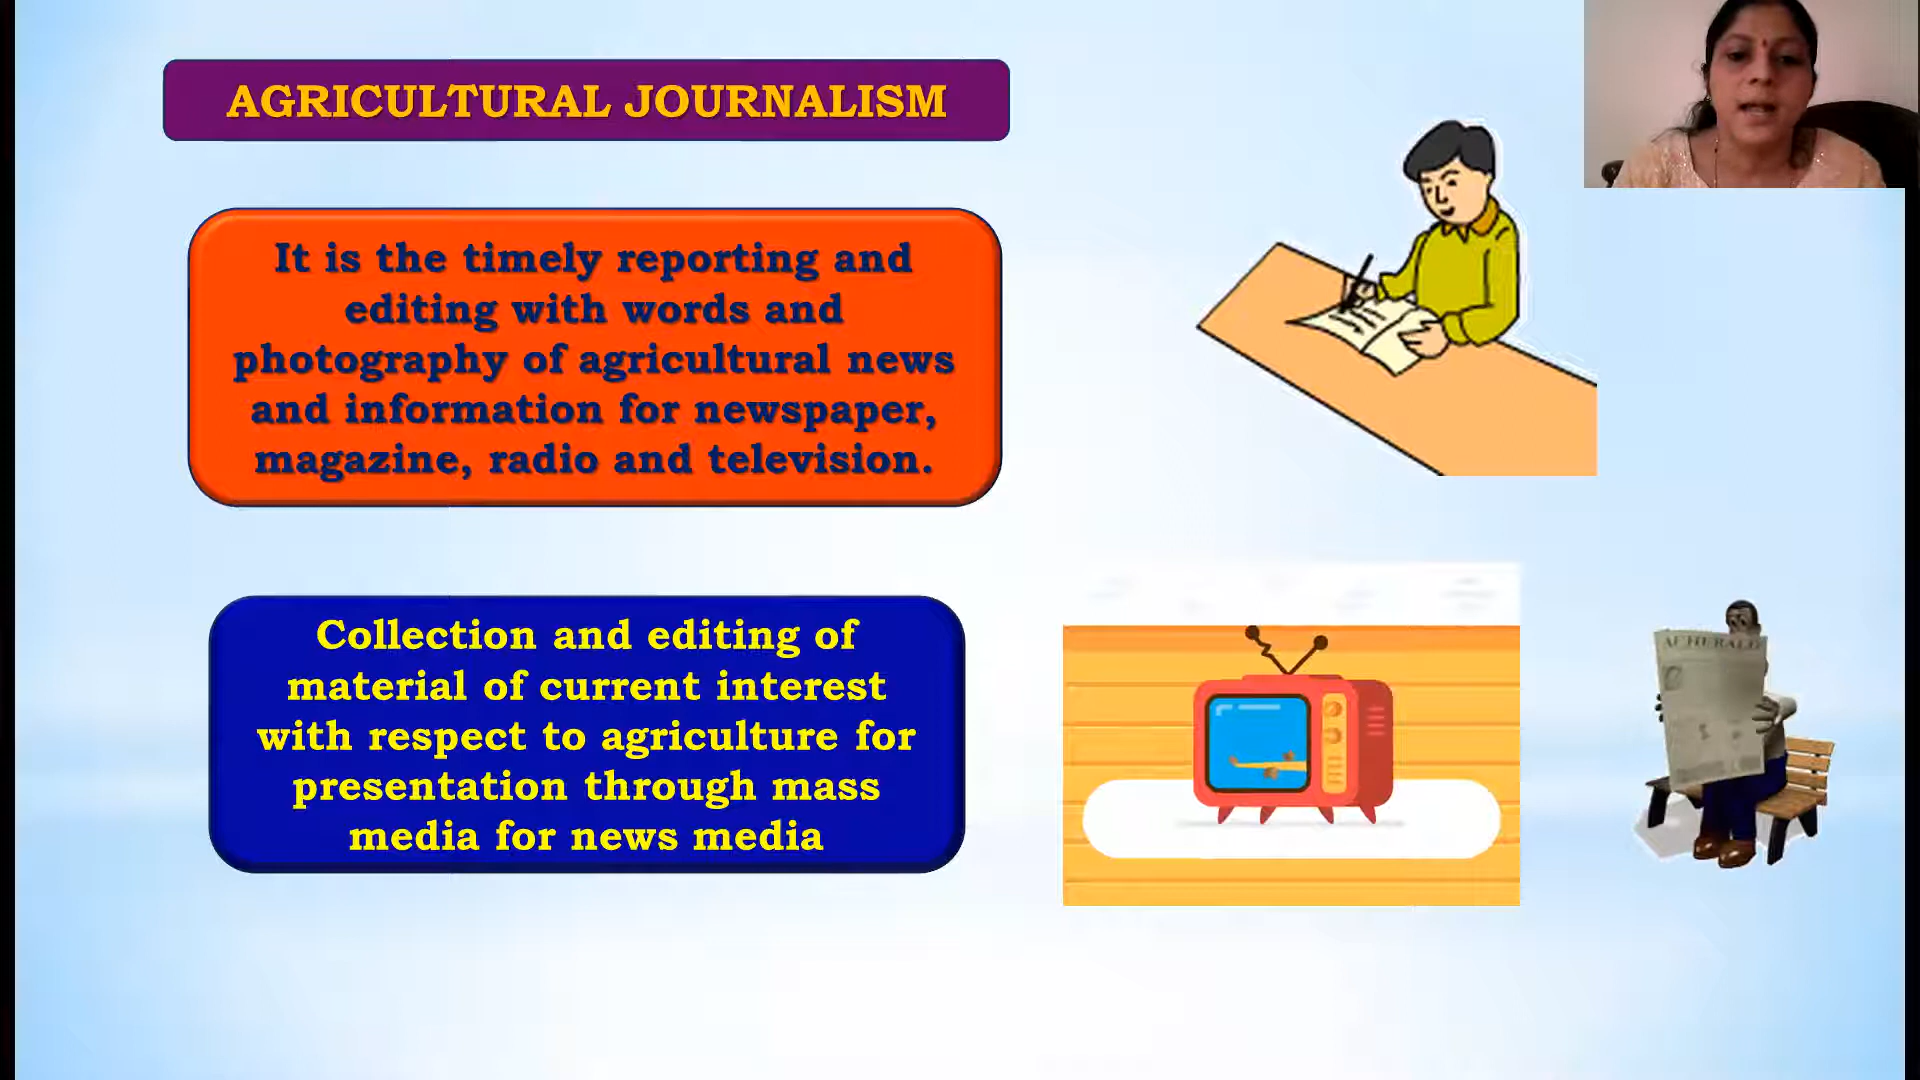 AGRICULTURAL JOURNALISM
It is the timely reporting and
editing with words and
photography of agricultural news
and information for newspaper,
magazine, radio and television.
Collection and editing of
material of current interest
with respect to agriculture for
presentation through mass
media for news media